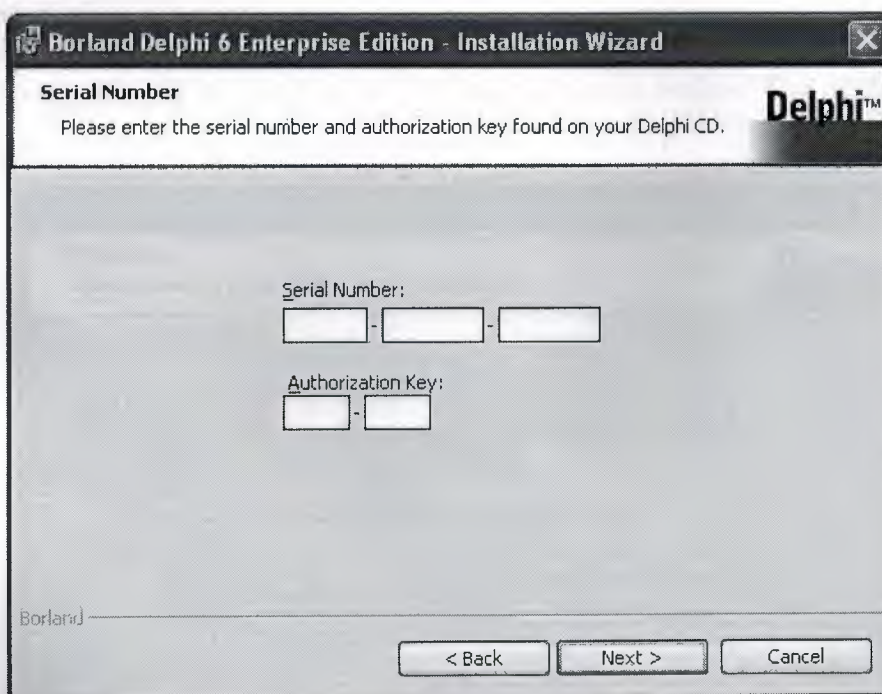 Borland Delphi 6 Enterprise Edition - Installation Wizard
Serial Number
Please enter the serial number and authorization key found on your Delphi CD.
Delphi™
Serial Number:
- -
Authorization Key:
-
Borland
< Back Next > Cancel